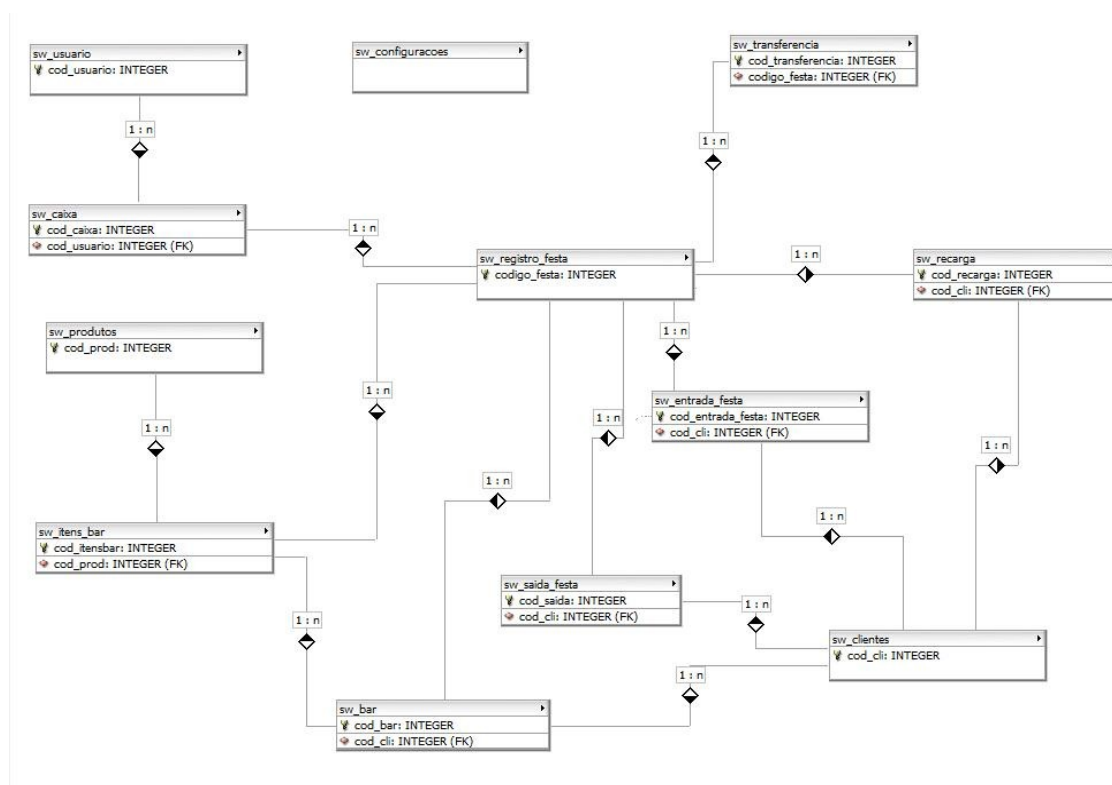 sw_usuario
cod_usuario: INTEGER
sw_configuracoes
sw_transferencia
cod_transferencia: INTEGER
codigo_festa: INTEGER (FK)
1 : n
1 : n
sw_caixa
cod_caixa: INTEGER
cod_usuario: INTEGER (FK)
1 : n
sw_registro_festa
codigo_festa: INTEGER
1 : n
sw_recarga
cod_recarga: INTEGER
cod_cli: INTEGER (FK)
sw_produtos
cod_prod: INTEGER
1 : n
1 : n
sw_entrada_festa
cod_entrada_festa: INTEGER
cod_cli: INTEGER (FK)
1 : n
1 : n
1 : n
1 : n
1 : n
sw_itens_bar
cod_itensbar: INTEGER
cod_prod: INTEGER (FK)
sw_saida_festa
cod_saida: INTEGER
cod_cli: INTEGER (FK)
1 : n
1 : n
1 : n
sw_clientes
cod_cli: INTEGER
1 : n
sw_bar
cod_bar: INTEGER
cod_cli: INTEGER (FK)